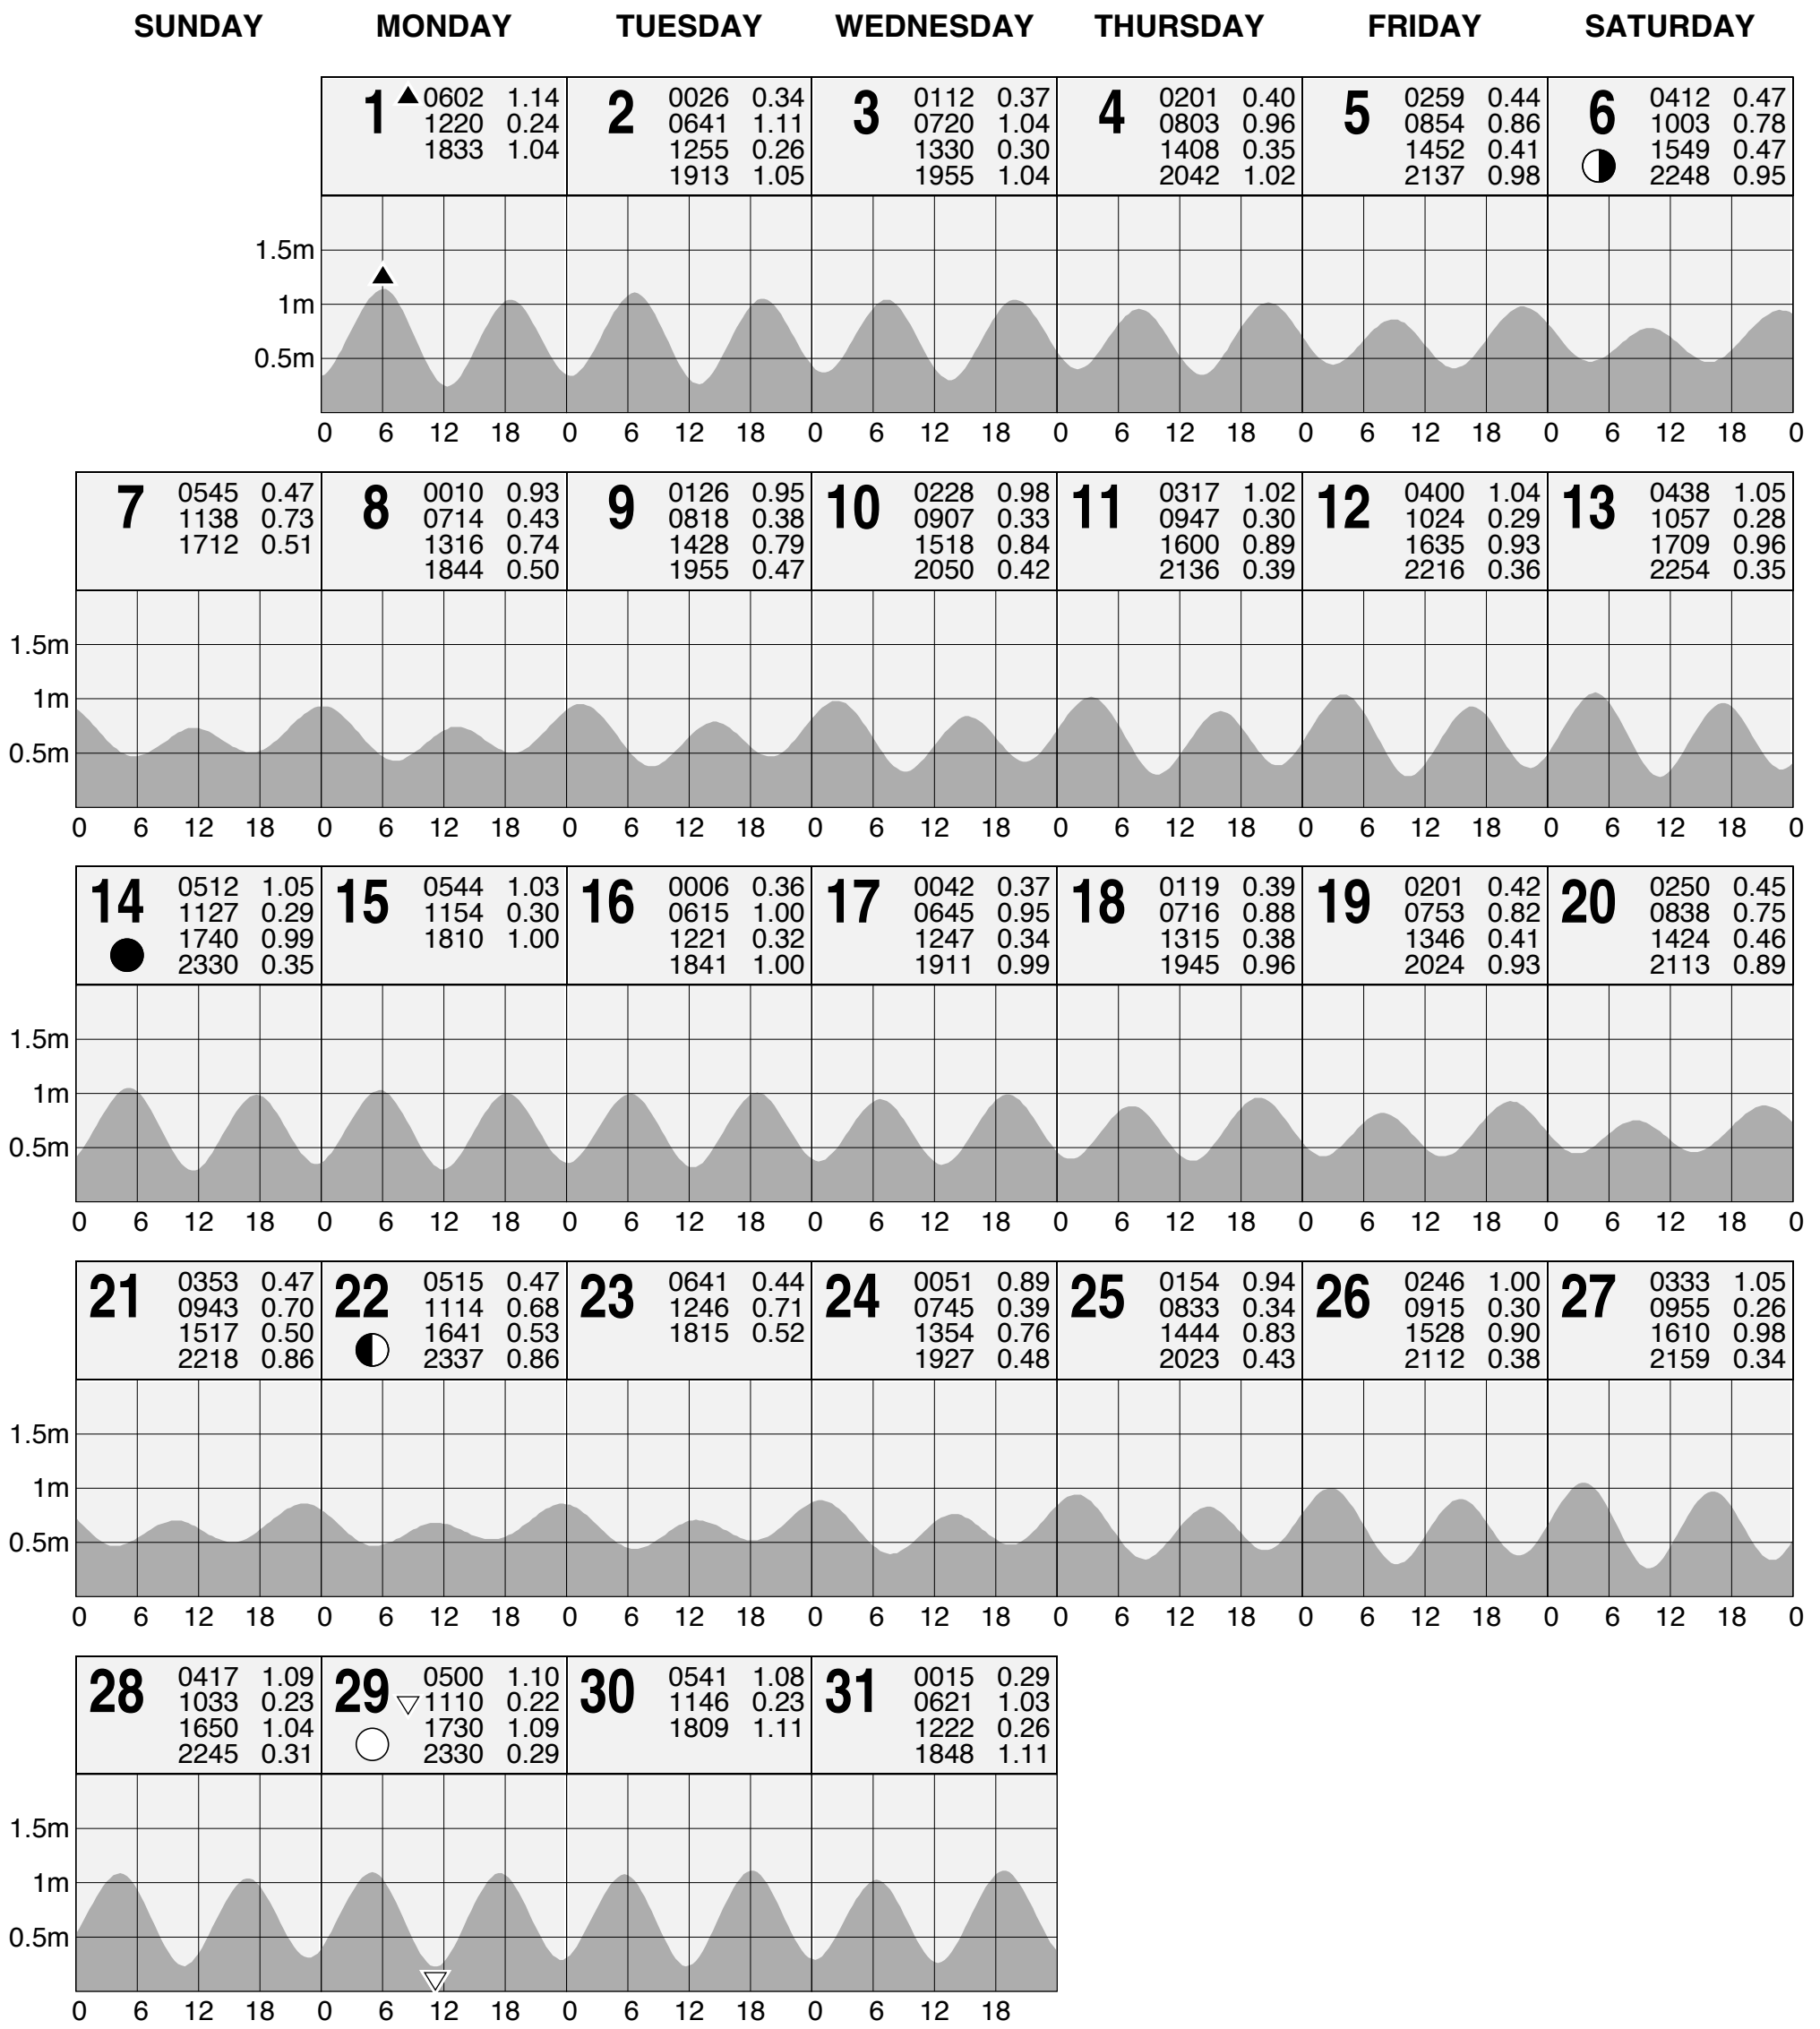 SUNDAY MONDAY TUESDAY WEDNESDAY THURSDAY FRIDAY SATURDAY
1 0602 1.14
1220 0.24
1833 1.04
2 0026 0.34
0641 1.11
1255 0.26
1913 1.05
3 0112 0.37
0720 1.04
1330 0.30
1955 1.04
4 0201 0.40
0803 0.96
1408 0.35
2042 1.02
5 0259 0.44
0854 0.86
1452 0.41
2137 0.98
6 0412 0.47
1003 0.78
1549 0.47
2248 0.95
1.5m
1m
0.5m
0 6 12 18 0 6 12 18 0 6 12 18 0 6 12 18 0 6 12 18 0 6 12 18 0
7 0545 0.47
1138 0.73
1712 0.51
8 0010 0.93
0714 0.43
1316 0.74
1844 0.50
9 0126 0.95
0818 0.38
1428 0.79
1955 0.47
10 0228 0.98
0907 0.33
1518 0.84
2050 0.42
11 0317 1.02
0947 0.30
1600 0.89
2136 0.39
12 0400 1.04
1024 0.29
1635 0.93
2216 0.36
13 0438 1.05
1057 0.28
1709 0.96
2254 0.35
1.5m
1m
0.5m
0 6 12 18 0 6 12 18 0 6 12 18 0 6 12 18 0 6 12 18 0 6 12 18 0 6 12 18 0
14 0512 1.05
1127 0.29
1740 0.99
2330 0.35
15 0544 1.03
1154 0.30
1810 1.00
16 0006 0.36
0615 1.00
1221 0.32
1841 1.00
17 0042 0.37
0645 0.95
1247 0.34
1911 0.99
18 0119 0.39
0716 0.88
1315 0.38
1945 0.96
19 0201 0.42
0753 0.82
1346 0.41
2024 0.93
20 0250 0.45
0838 0.75
1424 0.46
2113 0.89
1.5m
1m
0.5m
0 6 12 18 0 6 12 18 0 6 12 18 0 6 12 18 0 6 12 18 0 6 12 18 0 6 12 18 0
21 0353 0.47
0943 0.70
1517 0.50
2218 0.86
22 0515 0.47
1114 0.68
1641 0.53
2337 0.86
23 0641 0.44
1246 0.71
1815 0.52
24 0051 0.89
0745 0.39
1354 0.76
1927 0.48
25 0154 0.94
0833 0.34
1444 0.83
2023 0.43
26 0246 1.00
0915 0.30
1528 0.90
2112 0.38
27 0333 1.05
0955 0.26
1610 0.98
2159 0.34
1.5m
1m
0.5m
0 6 12 18 0 6 12 18 0 6 12 18 0 6 12 18 0 6 12 18 0 6 12 18 0 6 12 18 0
28 0417 1.09
1033 0.23
1650 1.04
2245 0.31
29 0500 1.10
1110 0.22
1730 1.09
2330 0.29
30 0541 1.08
1146 0.23
1809 1.11
31 0015 0.29
0621 1.03
1222 0.26
1848 1.11
1.5m
1m
0.5m
0 6 12 18 0 6 12 18 0 6 12 18 0 6 12 18